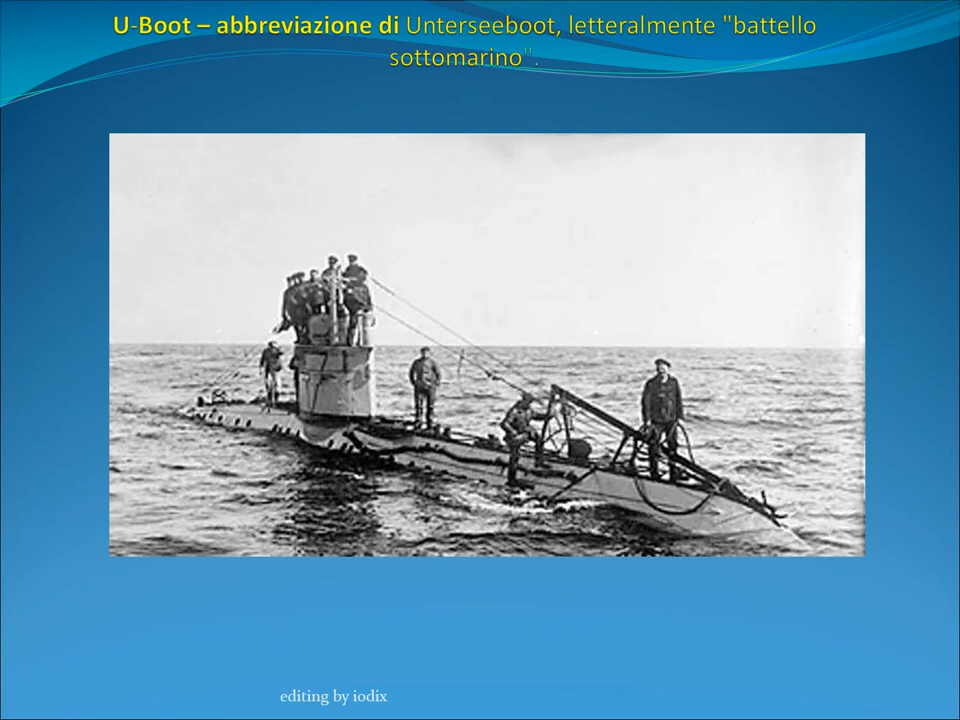 U-Boot – abbreviazione di Unterseeboot, letteralmente "battello
sottomarino".
editing by iodix